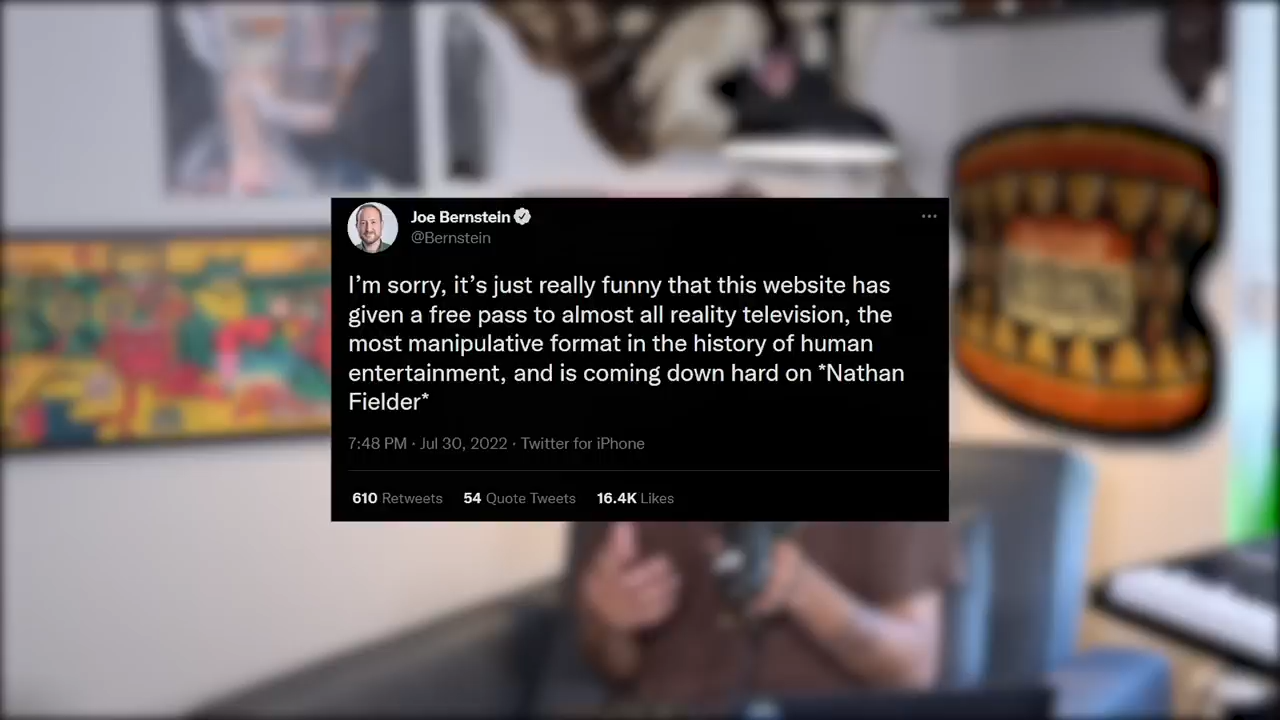 Joe Bernstein
@Bernstein
I’m sorry, it’s just really funny that this website has
given a free pass to almost all reality television, the
most manipulative format in the history of human
entertainment, and is coming down hard on *Nathan
Fielder*
7:48 PM · Jul 30, 2022 · Twitter for iPhone
610 Retweets 54 Quote Tweets 16.4K Likes